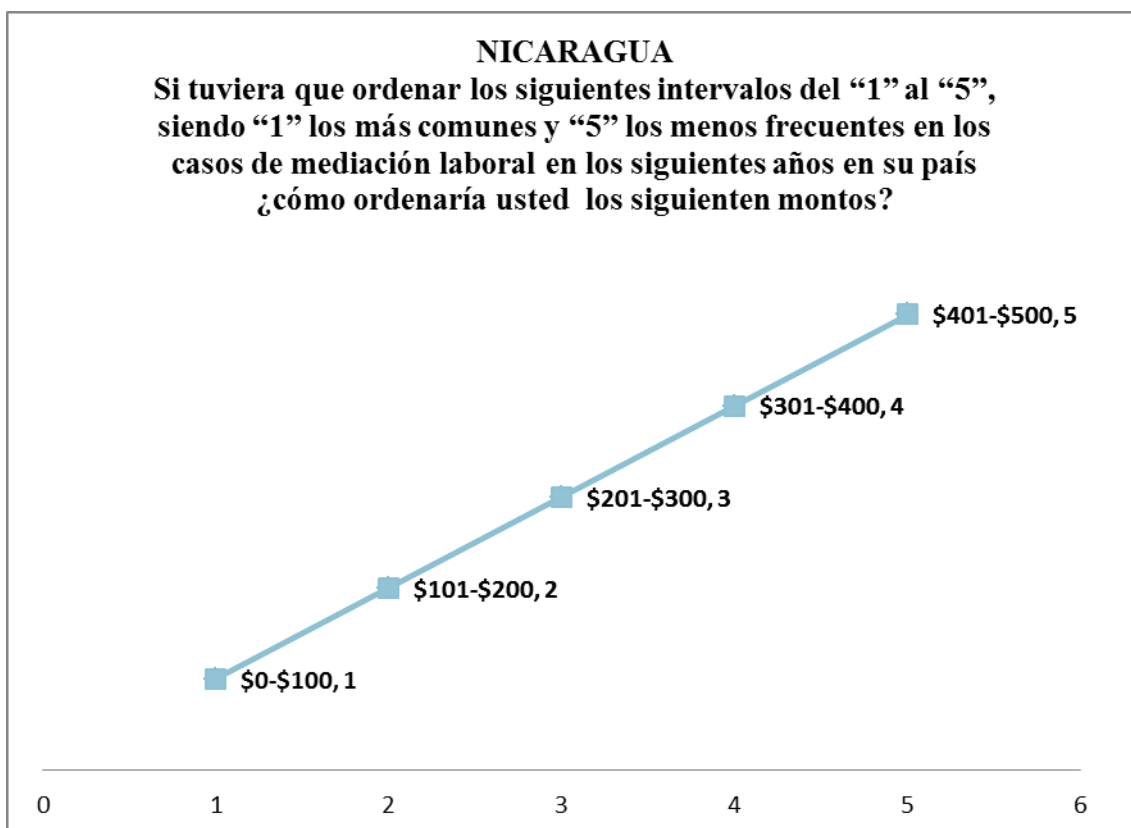 NICARAGUA
Si tuviera que ordenar los siguientes intervalos del “1” al “5”,
siendo “1” los más comunes y “5” los menos frecuentes en los
casos de mediación laboral en los siguientes años en su país
¿cómo ordenaría usted los siguienten montos?
$401-$500, 5
$301-$400, 4
$201-$300, 3
$101-$200, 2
$0-$100, 1
0 1 2 3 4 5 6